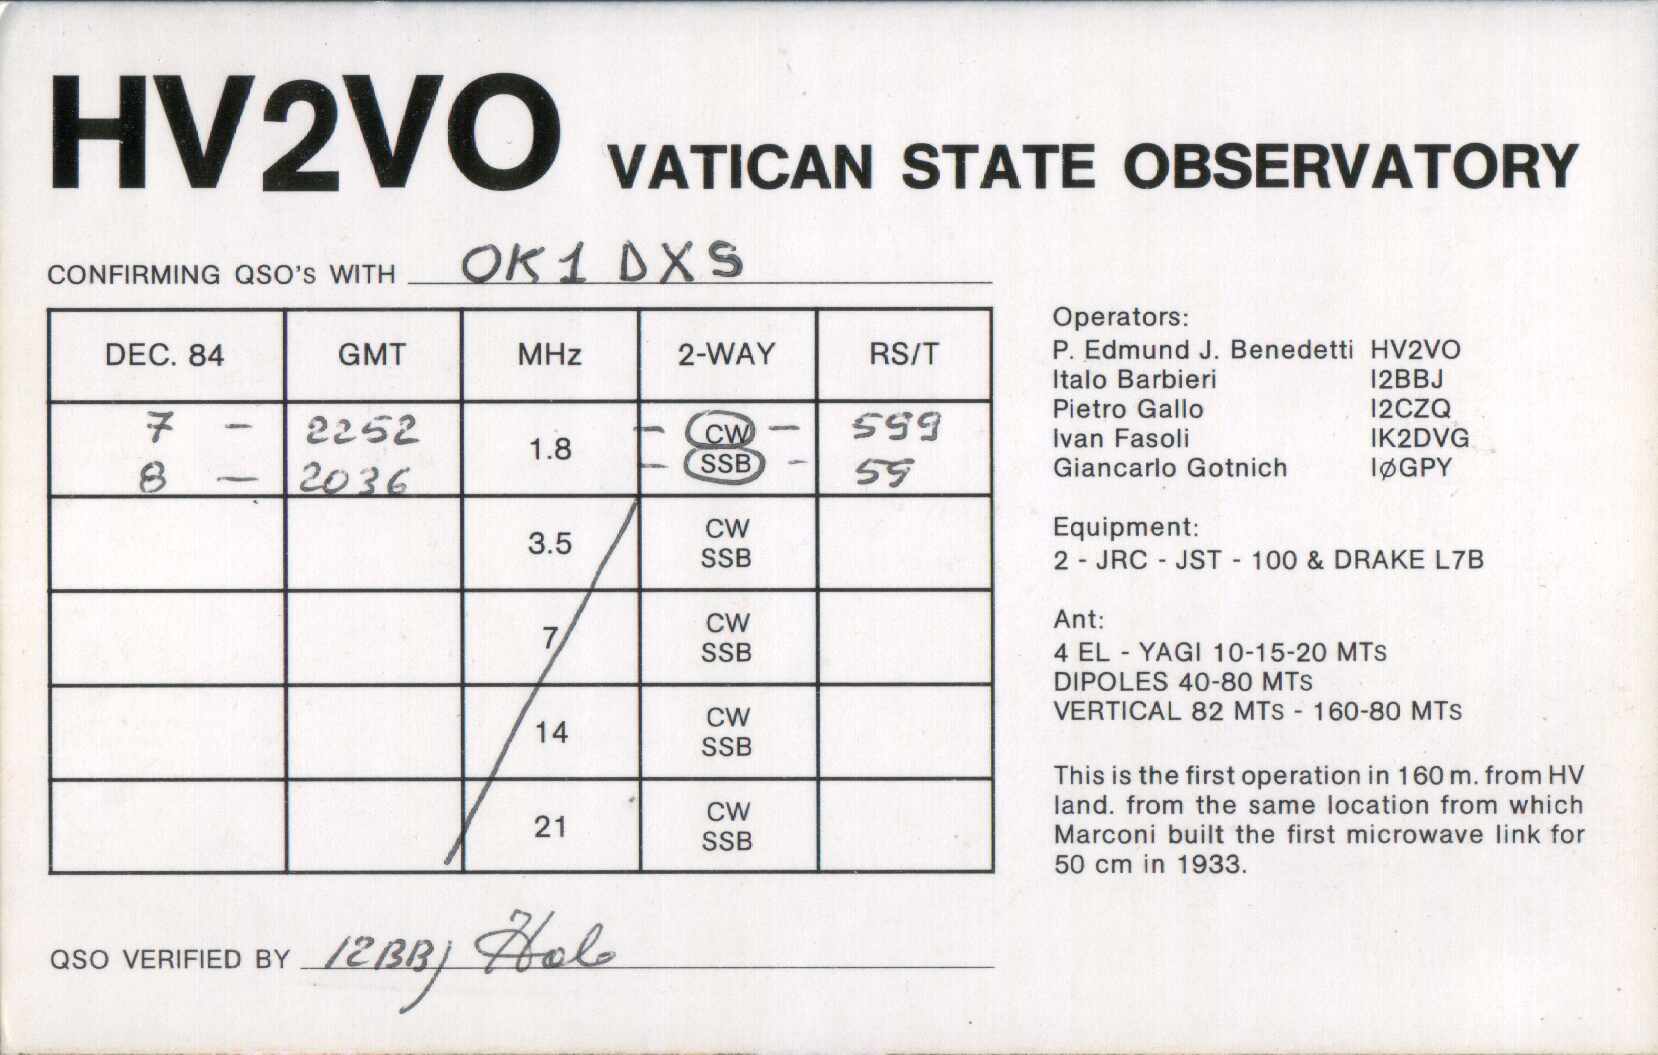 HV2VO VATICAN STATE OBSERVATORY
CONFIRMING QSO's WITH OK1DXS
DEC. 84 GMT MHz 2-WAY RS/T
7 - 2252 1.8 - CW - 599
8 - 2036 - SSB - 59
3.5 CW
SSB
7 CW
SSB
14 CW
SSB
21 CW
SSB
QSO VERIFIED BY I2BBJ Italo
Operators:
P. Edmund J. Benedetti HV2VO
Italo Barbieri I2BBJ
Pietro Gallo I2CZQ
Ivan Fasoli IK2DVG
Giancarlo Gotnich IØGPY
Equipment:
2 - JRC - JST - 100 & DRAKE L7B
Ant:
4 EL - YAGI 10-15-20 MTs
DIPOLES 40-80 MTs
VERTICAL 82 MTs - 160-80 MTs
This is the first operation in 160 m. from HV
land. from the same location from which
Marconi built the first microwave link for
50 cm in 1933.